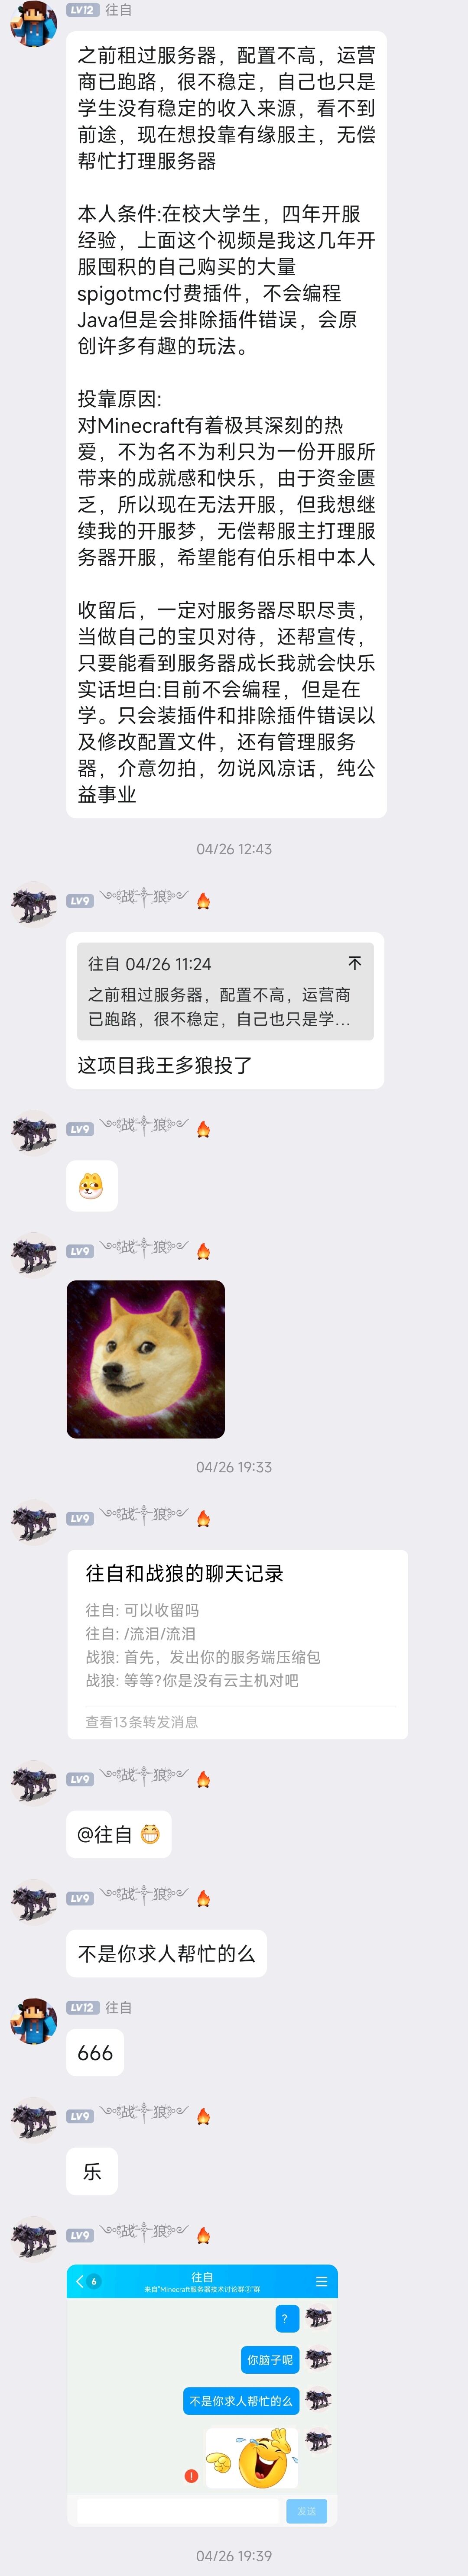 LV12 往自
之前租过服务器，配置不高，运营
商已跑路，很不稳定，自己也只是
学生没有稳定的收入来源，看不到
前途，现在想投靠有缘服主，无偿
帮忙打理服务器
本人条件:在校大学生，四年开服
经验，上面这个视频是我这几年开
服囤积的自己购买的大量
spigotmc付费插件，不会编程
Java但是会排除插件错误，会原
创许多有趣的玩法。
投靠原因:
对Minecraft有着极其深刻的热
爱，不为名不为利只为一份开服所
带来的成就感和快乐，由于资金匮
乏，所以现在无法开服，但我想继
续我的开服梦，无偿帮服主打理服
务器开服，希望能有伯乐相中本人
收留后，一定对服务器尽职尽责，
当做自己的宝贝对待，还帮宣传，
只要能看到服务器成长我就会快乐
实话坦白:目前不会编程，但是在
学。只会装插件和排除插件错误以
及修改配置文件，还有管理服务
器，介意勿拍，勿说风凉话，纯公
益事业
04/26 12:43
LV9 ༺战༒狼༻🔥
往自 04/26 11:24
之前租过服务器，配置不高，运营商
已跑路，很不稳定，自己也只是学...
这项目我王多狼投了
LV9 ༺战༒狼༻🔥
LV9 ༺战༒狼༻🔥
04/26 19:33
LV9 ༺战༒狼༻🔥
往自和战狼的聊天记录
往自: 可以收留吗
往自: /流泪/流泪
战狼: 首先，发出你的服务端压缩包
战狼: 等等?你是没有云主机对吧
查看13条转发消息
LV9 ༺战༒狼༻🔥
@往自 😁
LV9 ༺战༒狼༻🔥
不是你求人帮忙的么
LV12 往自
666
LV9 ༺战༒狼༻🔥
乐
LV9 ༺战༒狼༻🔥
6
往自
来自"Minecraft服务器技术讨论群②"群
？
你脑子呢
不是你求人帮忙的么
!
发送
04/26 19:39